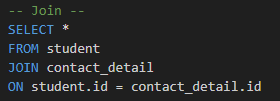 -- Join --
SELECT *
FROM student
JOIN contact_detail
ON student.id = contact_detail.id